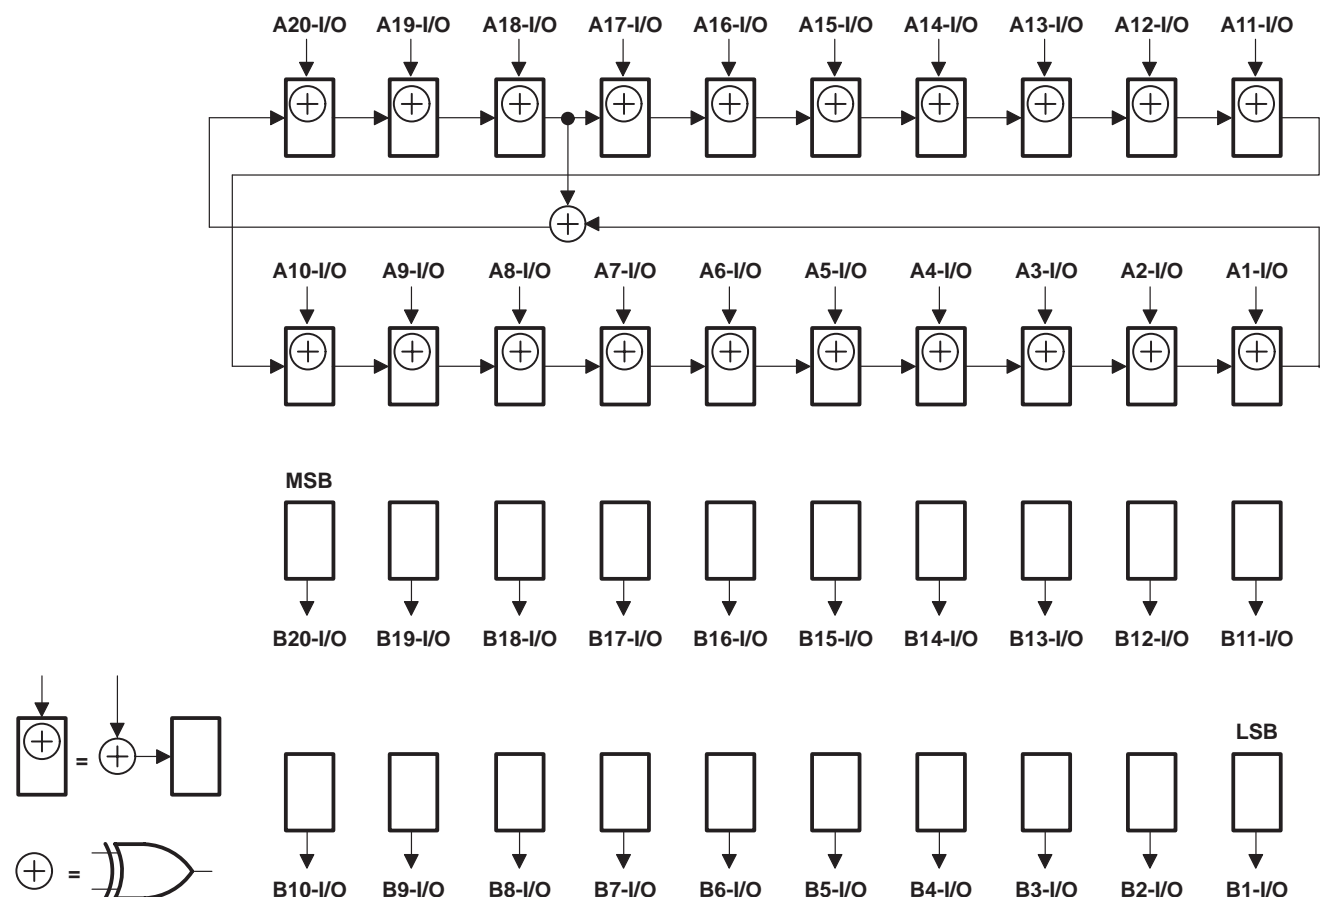 A20-I/O A19-I/O A18-I/O A17-I/O A16-I/O A15-I/O A14-I/O A13-I/O A12-I/O A11-I/O
A10-I/O A9-I/O A8-I/O A7-I/O A6-I/O A5-I/O A4-I/O A3-I/O A2-I/O A1-I/O
MSB
B20-I/O B19-I/O B18-I/O B17-I/O B16-I/O B15-I/O B14-I/O B13-I/O B12-I/O B11-I/O
LSB
=
=
B10-I/O B9-I/O B8-I/O B7-I/O B6-I/O B5-I/O B4-I/O B3-I/O B2-I/O B1-I/O